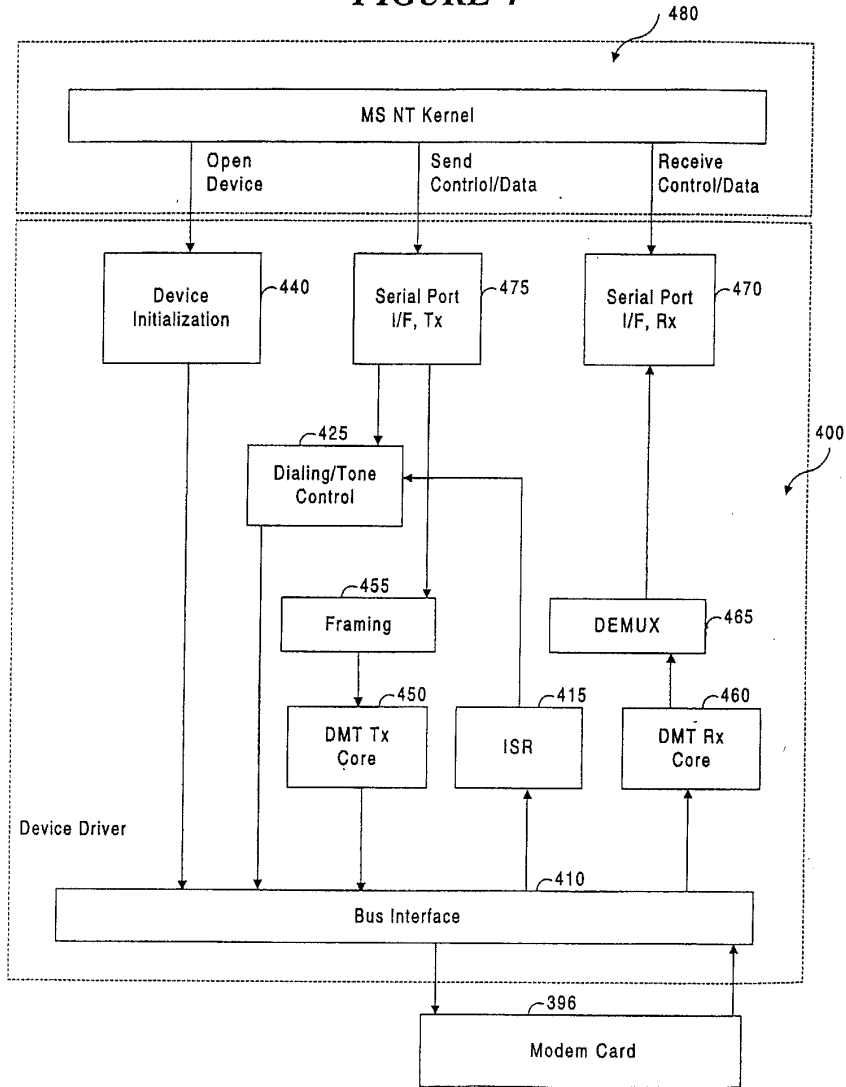 FIGURE 4
480
MS NT Kernel
Open
Device
Send
Contrlol/Data
Receive
Control/Data
Device
Initialization
440
Serial Port
I/F, Tx
475
Serial Port
I/F, Rx
470
425
Dialing/Tone
Control
400
455
Framing
DEMUX
465
450
DMT Tx
Core
415
ISR
460
DMT Rx
Core
Device Driver
410
Bus Interface
396
Modem Card